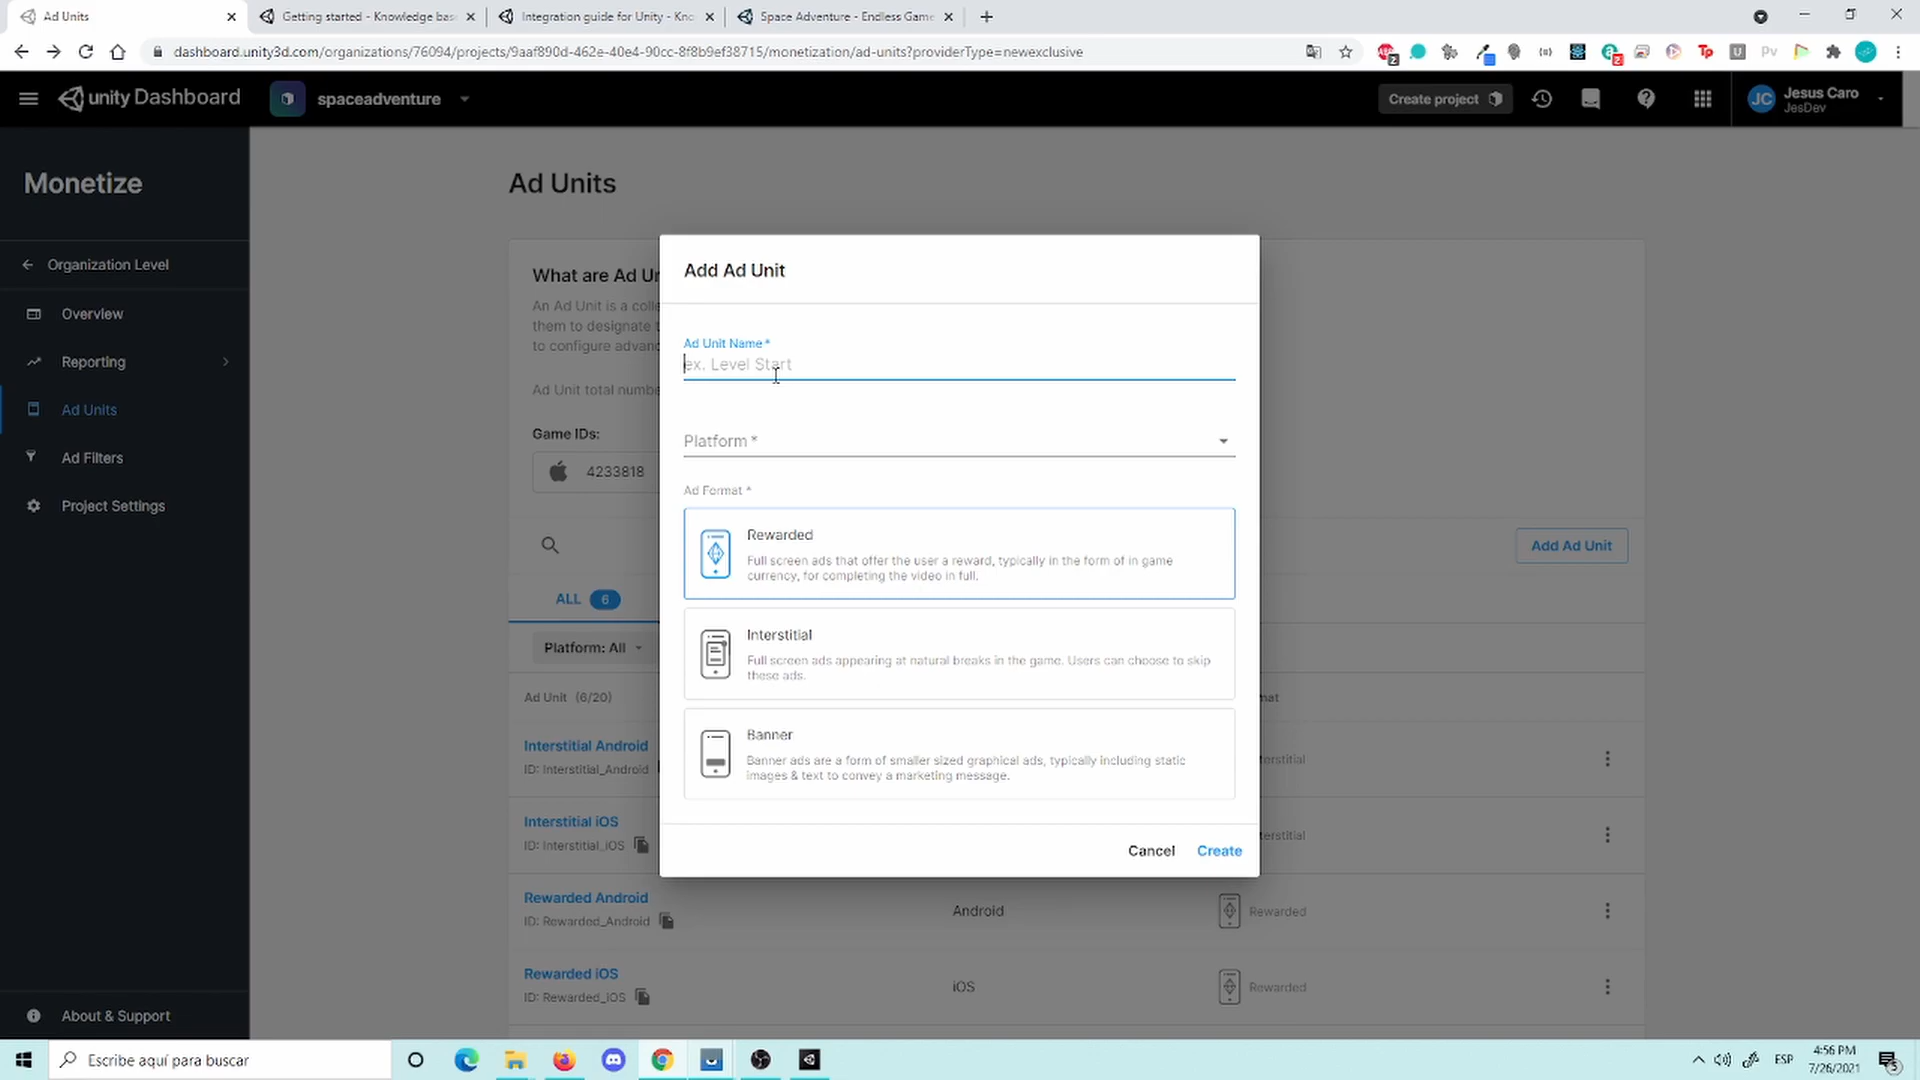 Ad Units
Getting started - Knowledge bas
Integration guide for Unity - Kno
Space Adventure - Endless Game
dashboard.unity3d.com/organizations/76094/projects/9aaf890d-462e-40e4-90cc-8f8b9ef38715/monetization/ad-units?providerType=newexclusive
unity Dashboard
spaceadventure
Create project
JC
Jesus Caro
JesDev
Monetize
Organization Level
Overview
Reporting
Ad Units
Ad Filters
Project Settings
About & Support
Ad Units
What are Ad Un
An Ad Unit is a colle
them to designate t
to configure advanc
Ad Unit total numbe
Game IDs:
4233818
Add Ad Unit
ALL 6
Platform: All
Ad Unit (6/20)
mat
Interstitial Android
ID: Interstitial_Android
terstitial
Interstitial iOS
ID: Interstitial_iOS
terstitial
Rewarded Android
ID: Rewarded_Android
Android
Rewarded
Rewarded iOS
ID: Rewarded_iOS
iOS
Rewarded
Add Ad Unit
Ad Unit Name *
ex. Level Start
Platform *
Ad Format *
Rewarded
Full screen ads that offer the user a reward, typically in the form of in game
currency, for completing the video in full.
Interstitial
Full screen ads appearing at natural breaks in the game. Users can choose to skip
these ads.
Banner
Banner ads are a form of smaller sized graphical ads, typically including static
images & text to convey a marketing message.
Cancel
Create
Escribe aquí para buscar
ESP
4:56 PM
7/26/2021